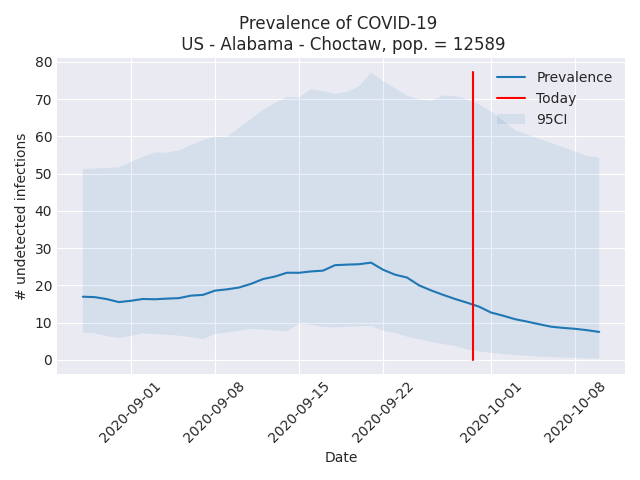 Prevalence of COVID-19
US - Alabama - Choctaw, pop. = 12589
80
70
60
50
40
30
20
10
0
# undetected infections
Prevalence
Today
95CI
2020-09-01
2020-09-08
2020-09-15
2020-09-22
2020-10-01
2020-10-08
Date